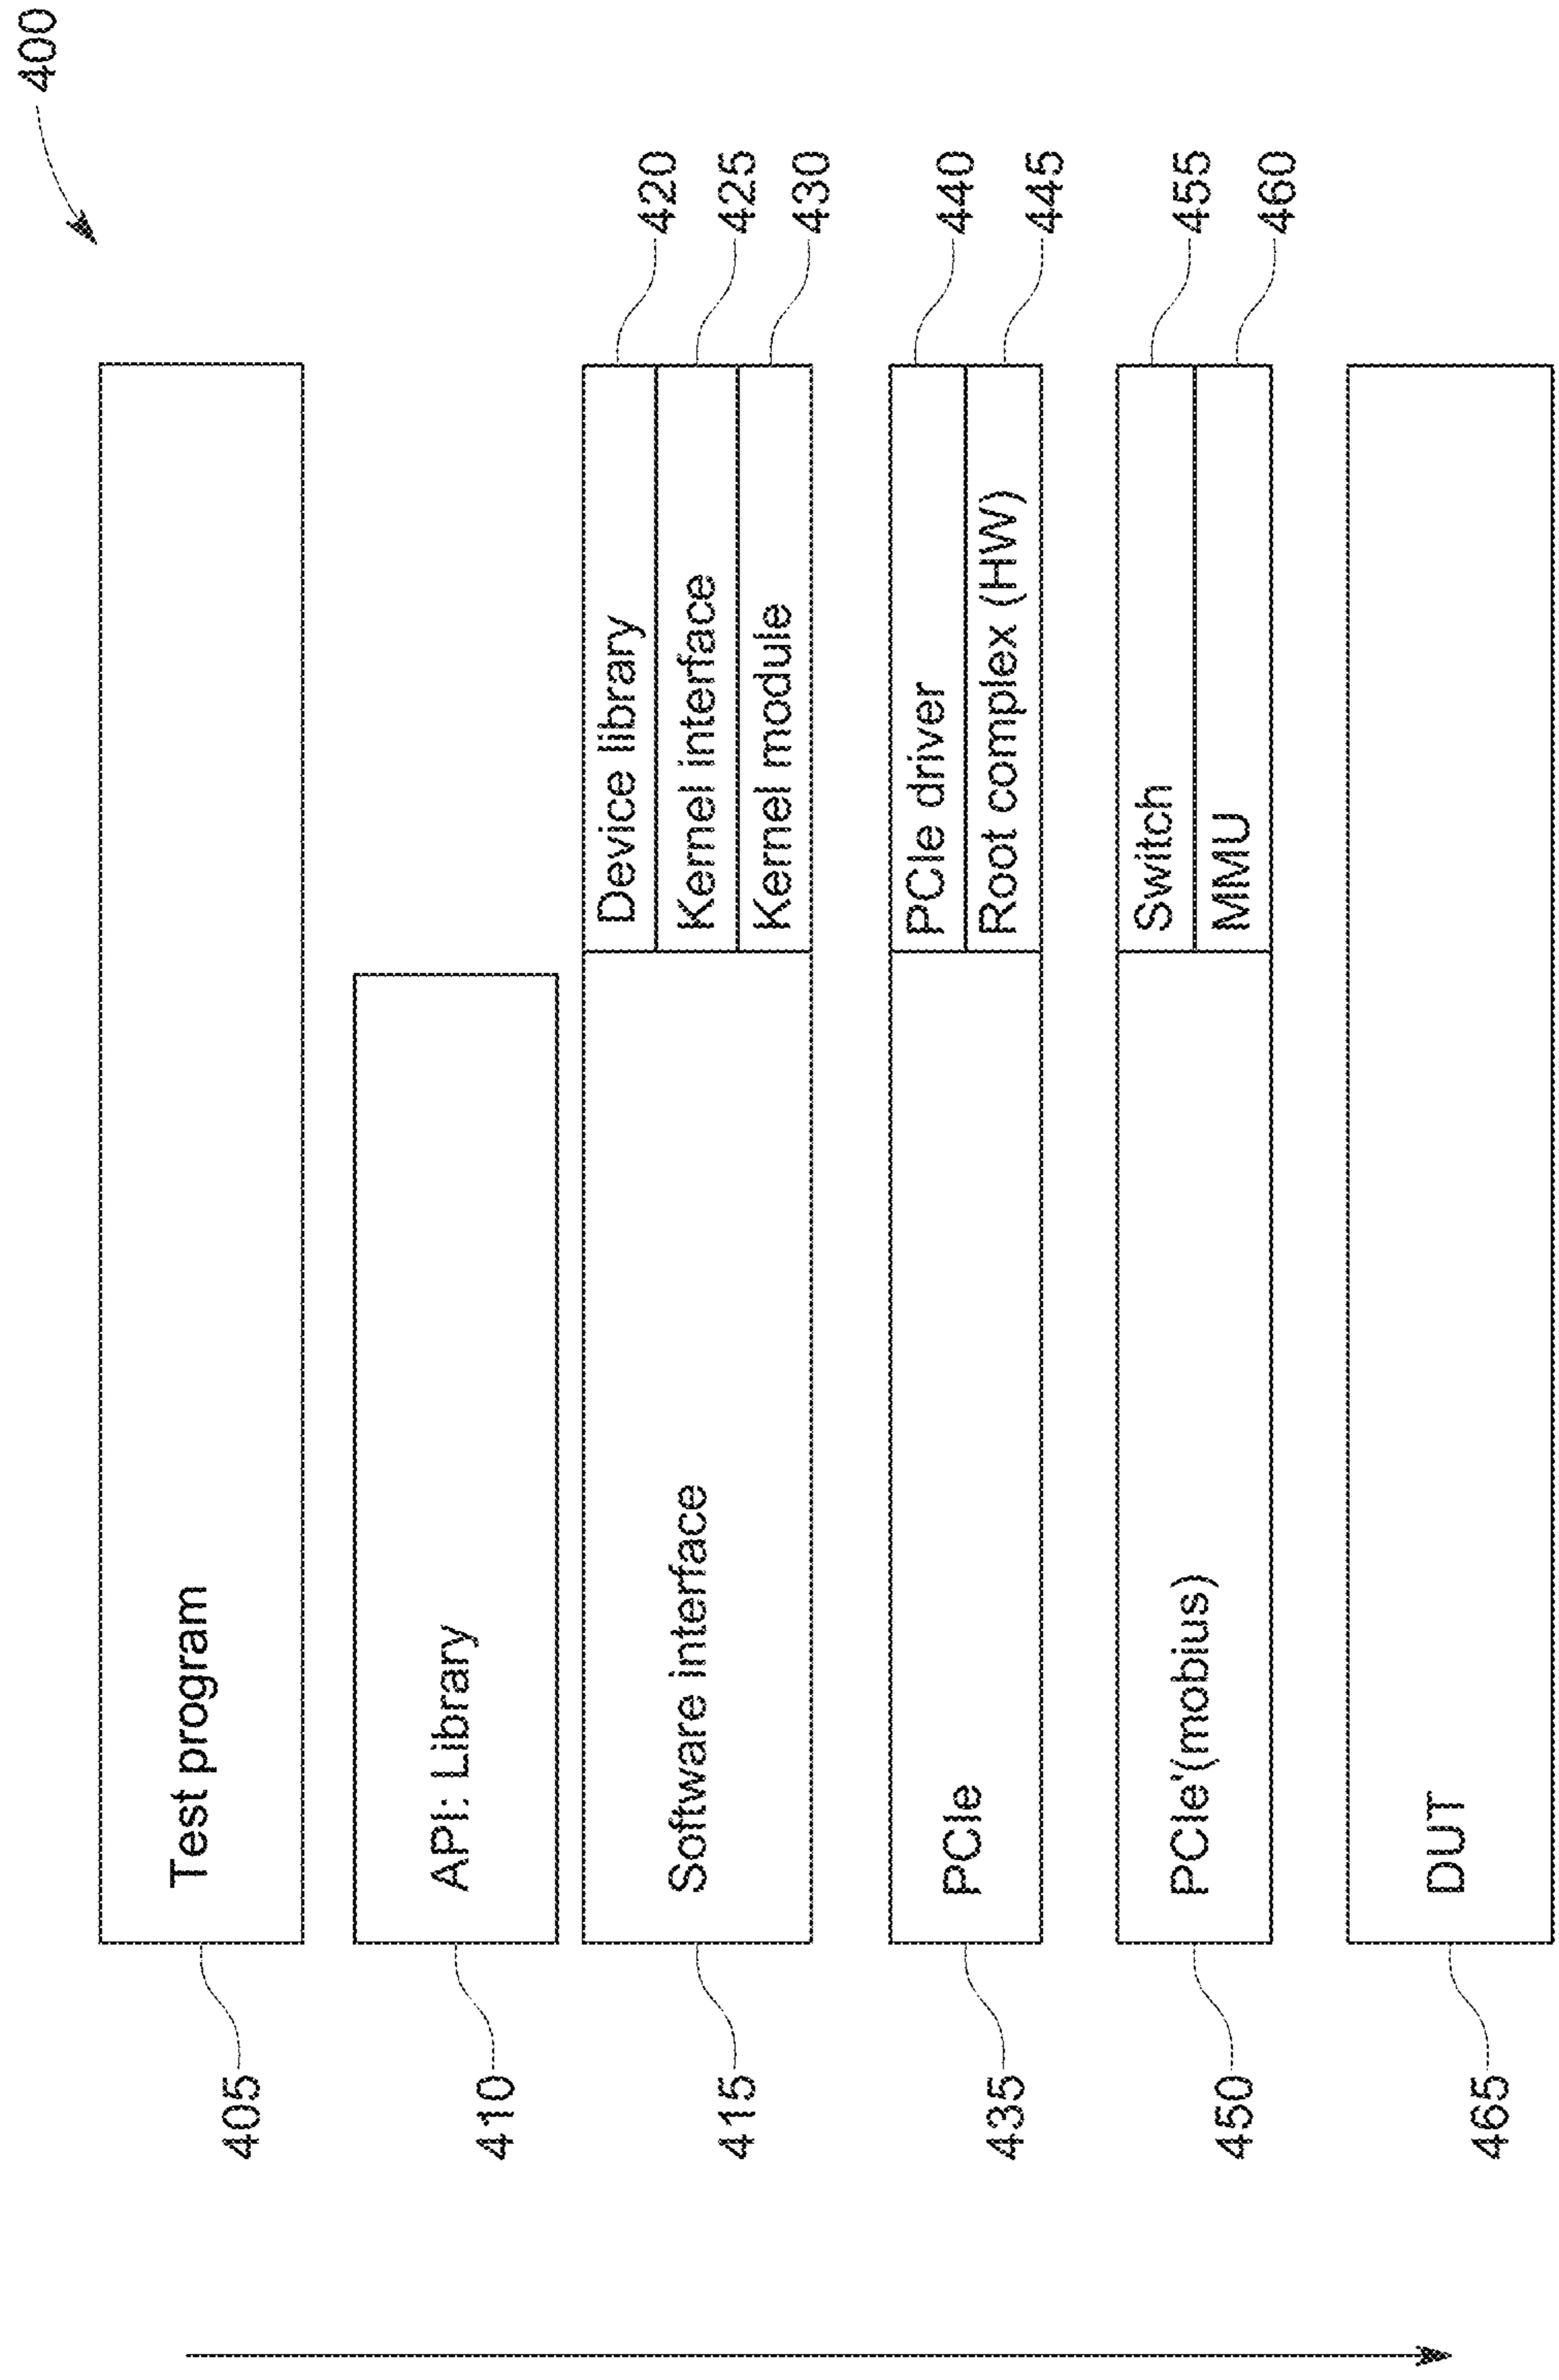 400
405
Test program
410
API: Library
415
Software interface
Device library
420
Kernel interface
425
Kernel module
430
435
PCIe
PCIe driver
440
Root complex (HW)
445
450
PCIe'(mobius)
Switch
455
MMU
460
465
DUT